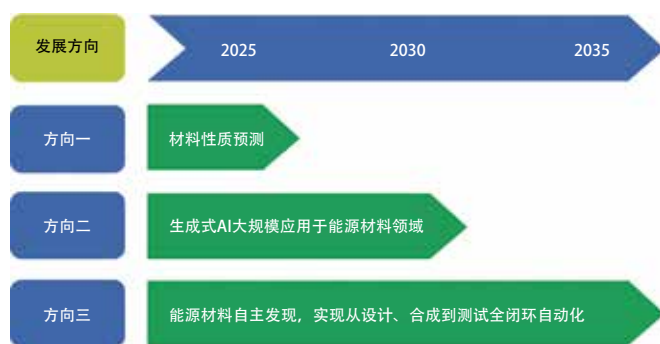 发展方向
2025 2030 2035
方向一
材料性质预测
方向二
生成式AI大规模应用于能源材料领域
方向三
能源材料自主发现，实现从设计、合成到测试全闭环自动化